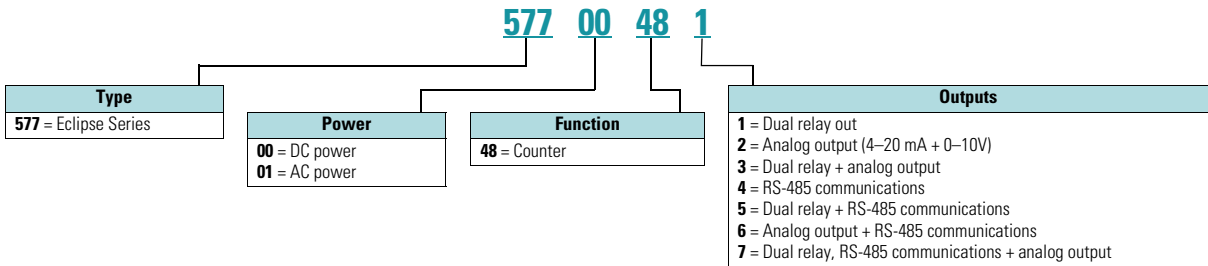 577 00 48 1
Type
577 = Eclipse Series
Power
00 = DC power
01 = AC power
Function
48 = Counter
Outputs
1 = Dual relay out
2 = Analog output (4–20 mA + 0–10V)
3 = Dual relay + analog output
4 = RS-485 communications
5 = Dual relay + RS-485 communications
6 = Analog output + RS-485 communications
7 = Dual relay, RS-485 communications + analog output